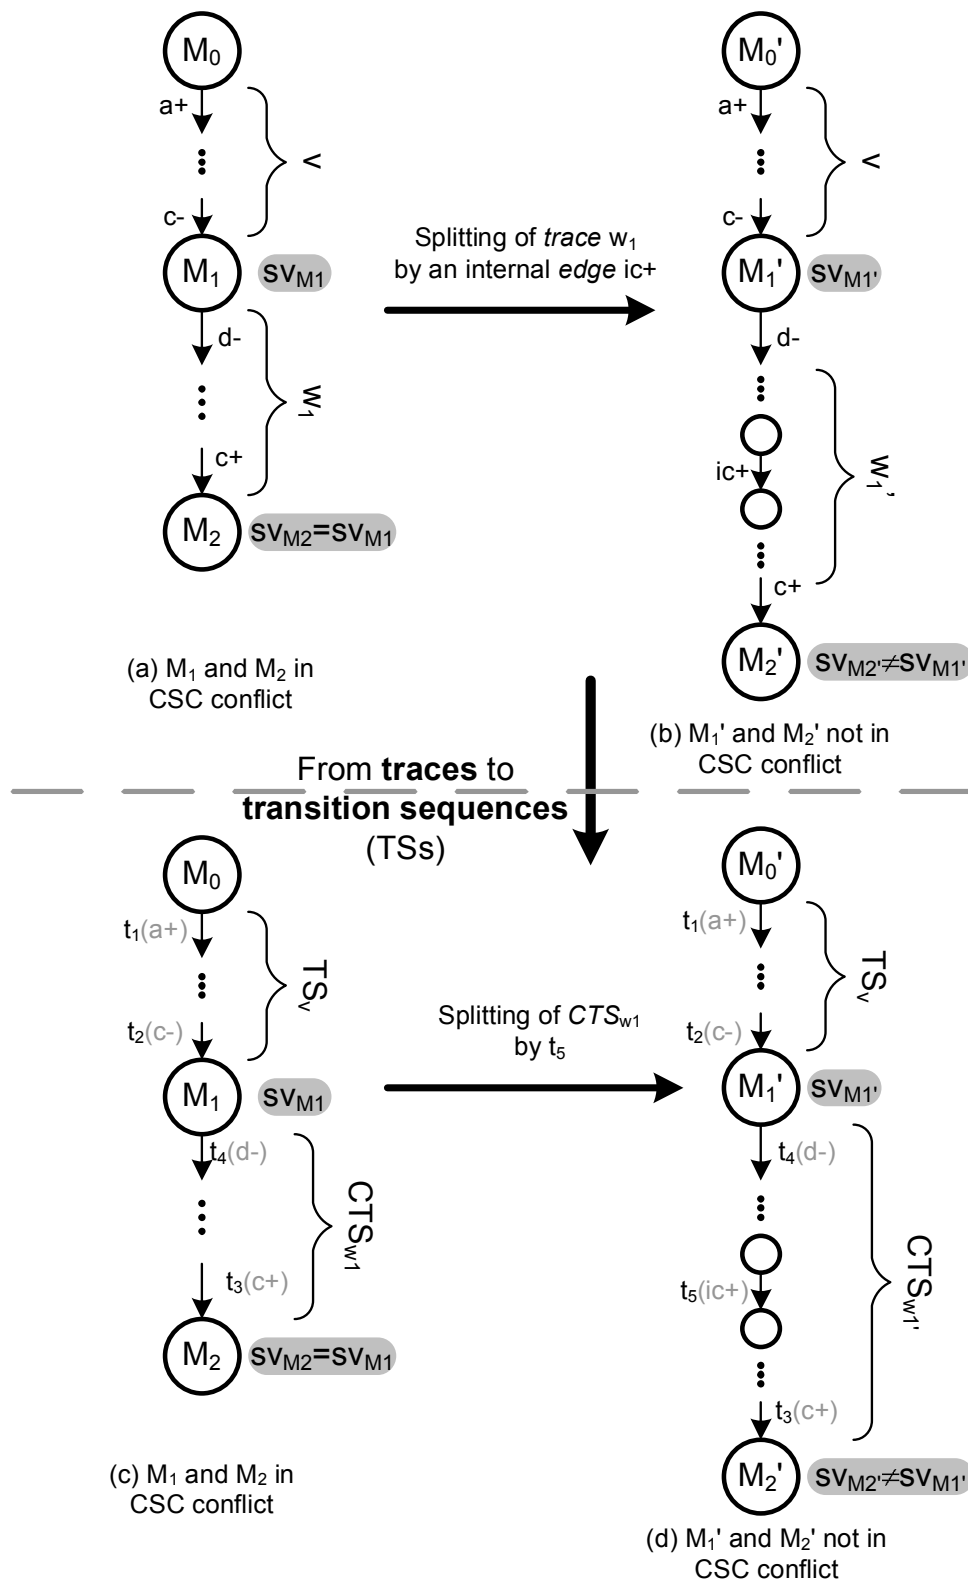 M0
a+
v
c-
M1
svM1
d-
w1
c+
M2
svM2=svM1
(a) M1 and M2 in
CSC conflict
Splitting of trace w1
by an internal edge ic+
M0'
a+
v
c-
M1'
svM1'
d-
w1'
ic+
c+
M2'
svM2'≠svM1'
(b) M1' and M2' not in
CSC conflict
From traces to
transition sequences
(TSs)
M0
t1(a+)
TSv
t2(c-)
M1
svM1
t4(d-)
CTSw1
t3(c+)
M2
svM2=svM1
(c) M1 and M2 in
CSC conflict
Splitting of CTSw1
by t5
M0'
t1(a+)
TSv
t2(c-)
M1'
svM1'
t4(d-)
CTSw1'
t5(ic+)
t3(c+)
M2'
svM2'≠svM1'
(d) M1' and M2' not in
CSC conflict